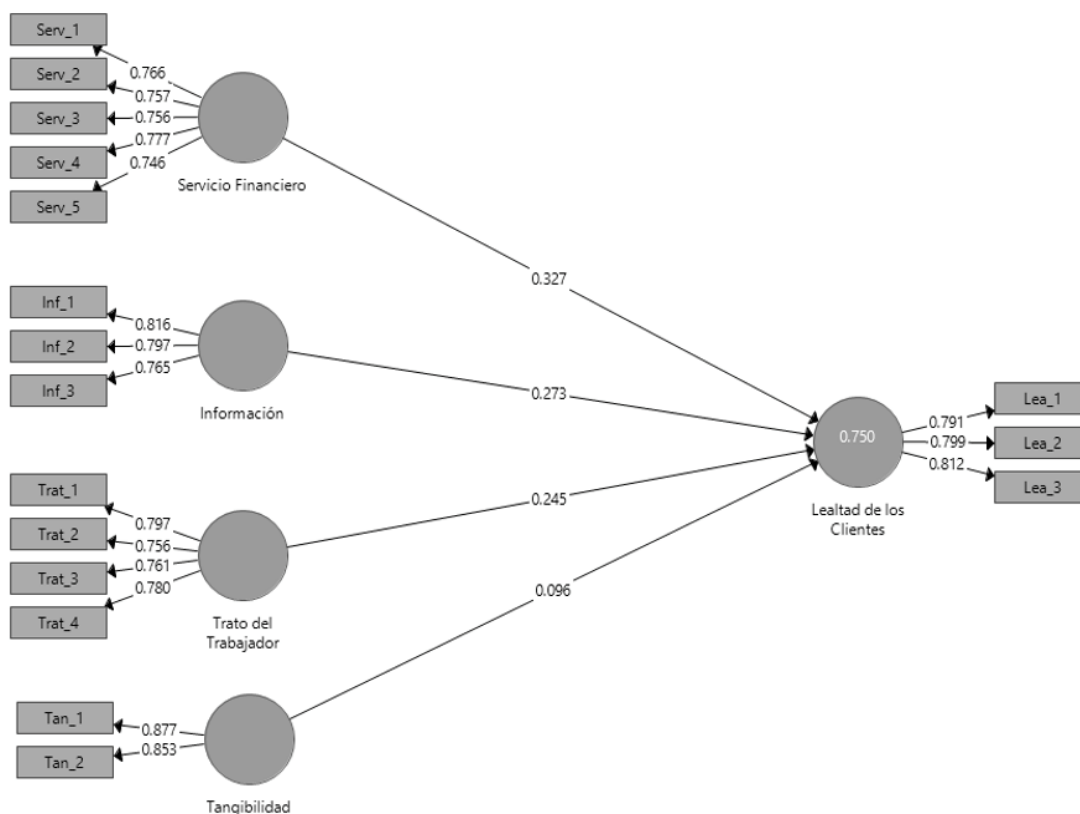 Serv_1
Serv_2
Serv_3
Serv_4
Serv_5
0.766
0.757
0.756
0.777
0.746
Servicio Financiero
0.327
Inf_1
Inf_2
Inf_3
0.816
0.797
0.765
Información
0.273
Trat_1
Trat_2
Trat_3
Trat_4
0.797
0.756
0.761
0.780
Trato del
Trabajador
0.245
Tan_1
Tan_2
0.877
0.853
Tangibilidad
0.096
0.750
Lealtad de los
Clientes
0.791
0.799
0.812
Lea_1
Lea_2
Lea_3